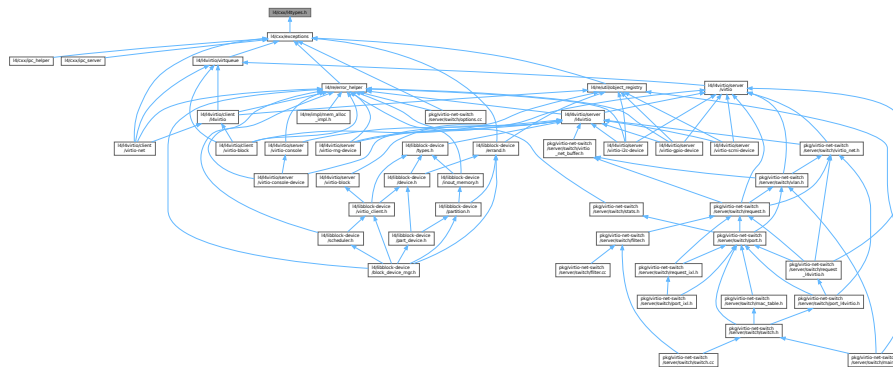 l4/cxx/l4types.h
l4/cxx/exceptions
l4/cxx/ipc_helper
l4/cxx/ipc_server
l4/l4virtio/virtqueue
l4/re/error_helper
l4/re/util/object_registry
l4/l4virtio/server
/virtio
l4/l4virtio/client
/l4virtio
l4/re/impl/mem_alloc
_impl.h
pkg/virtio-net-switch
/server/switch/options.cc
l4/l4virtio/server
/l4virtio
l4/l4virtio/client
/virtio-net
l4/l4virtio/client
/virtio-block
l4/l4virtio/server
/virtio-console
l4/l4virtio/server
/virtio-rng-device
l4/libblock-device
/types.h
l4/libblock-device
/errand.h
pkg/virtio-net-switch
/server/switch/virtio
_net_buffer.h
l4/l4virtio/server
/virtio-i2c-device
l4/l4virtio/server
/virtio-gpio-device
l4/l4virtio/server
/virtio-scmi-device
pkg/virtio-net-switch
/server/switch/virtio_net.h
l4/l4virtio/server
/virtio-console-device
l4/l4virtio/server
/virtio-block
l4/libblock-device
/device.h
l4/libblock-device
/inout_memory.h
pkg/virtio-net-switch
/server/switch/vlan.h
l4/libblock-device
/virtio_client.h
l4/libblock-device
/partition.h
pkg/virtio-net-switch
/server/switch/stats.h
pkg/virtio-net-switch
/server/switch/request.h
l4/libblock-device
/scheduler.h
l4/libblock-device
/part_device.h
pkg/virtio-net-switch
/server/switch/filter.h
pkg/virtio-net-switch
/server/switch/port.h
l4/libblock-device
/block_device_mgr.h
pkg/virtio-net-switch
/server/switch/filter.cc
pkg/virtio-net-switch
/server/switch/request_ixl.h
pkg/virtio-net-switch
/server/switch/request
_l4virtio.h
pkg/virtio-net-switch
/server/switch/port_ixl.h
pkg/virtio-net-switch
/server/switch/mac_table.h
pkg/virtio-net-switch
/server/switch/port_l4virtio.h
pkg/virtio-net-switch
/server/switch/switch.h
pkg/virtio-net-switch
/server/switch/switch.cc
pkg/virtio-net-switch
/server/switch/main